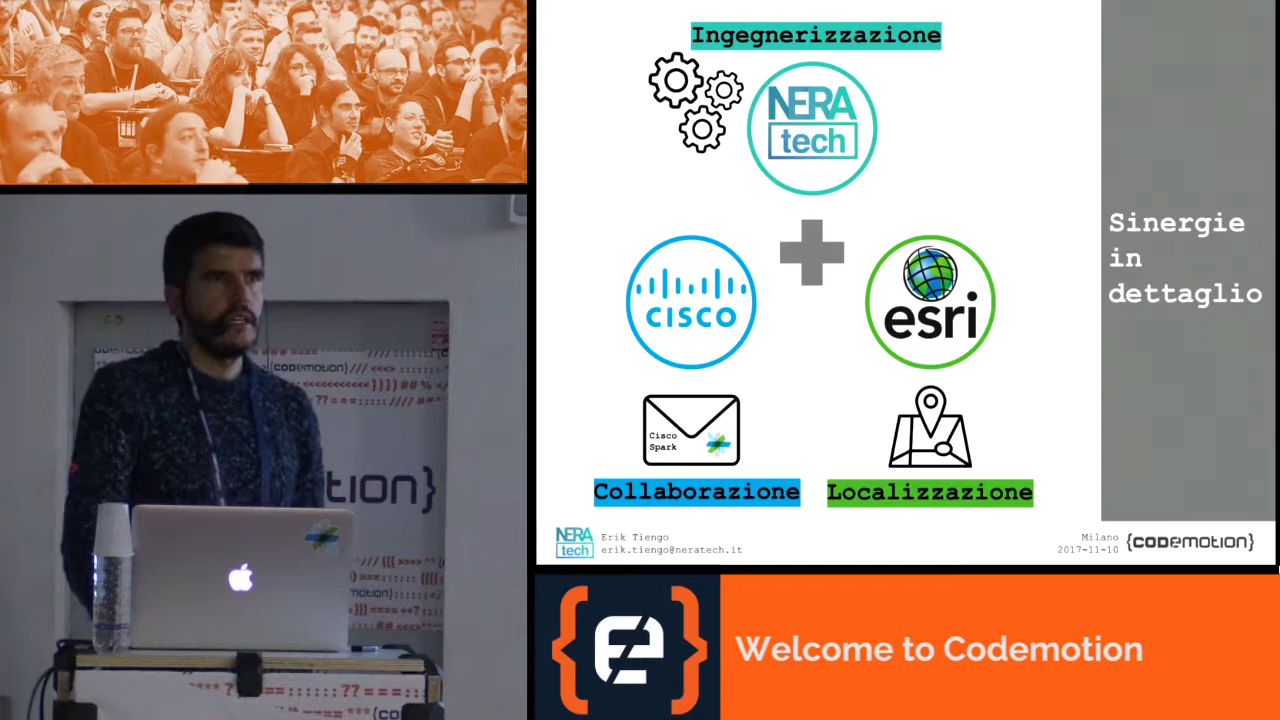 Ingegnerizzazione
NERA
tech
Sinergie
in
dettaglio
CISCO
esri
Cisco
Spark
Collaborazione
Localizzazione
NERA
tech
Erik Tiengo
erik.tiengo@neratech.it
Milano
2017-11-10
{CODEMOTION}
Welcome to Codemotion